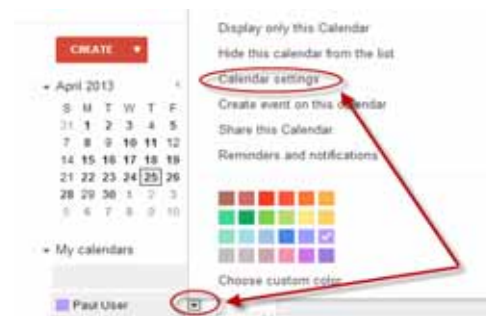 Display only this Calendar
Hide this calendar from the list
Calendar settings
Create event on this calendar
Share this Calendar
Reminders and notifications
Choose custom color
CREATE
April 2013
S M T W T F
31 1 2 3 4 5
7 8 9 10 11 12
14 15 16 17 18 19
21 22 23 24 25 26
28 29 30 1 2 3
5 6 7 8 9 10
My calendars
Paul User